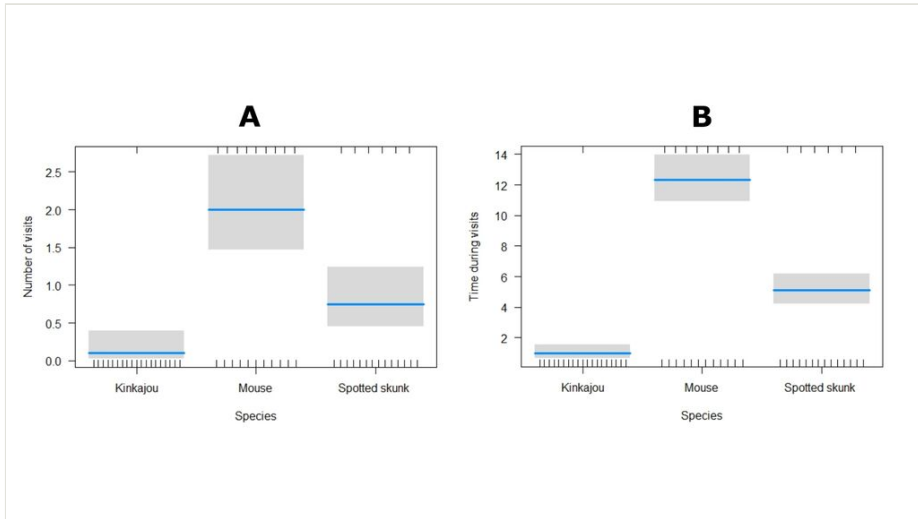 A
Number of visits
2.5
2.0
1.5
1.0
0.5
0.0
Kinkajou Mouse Spotted skunk
Species
B
Time during visits
14
12
10
8
6
4
2
Kinkajou Mouse Spotted skunk
Species